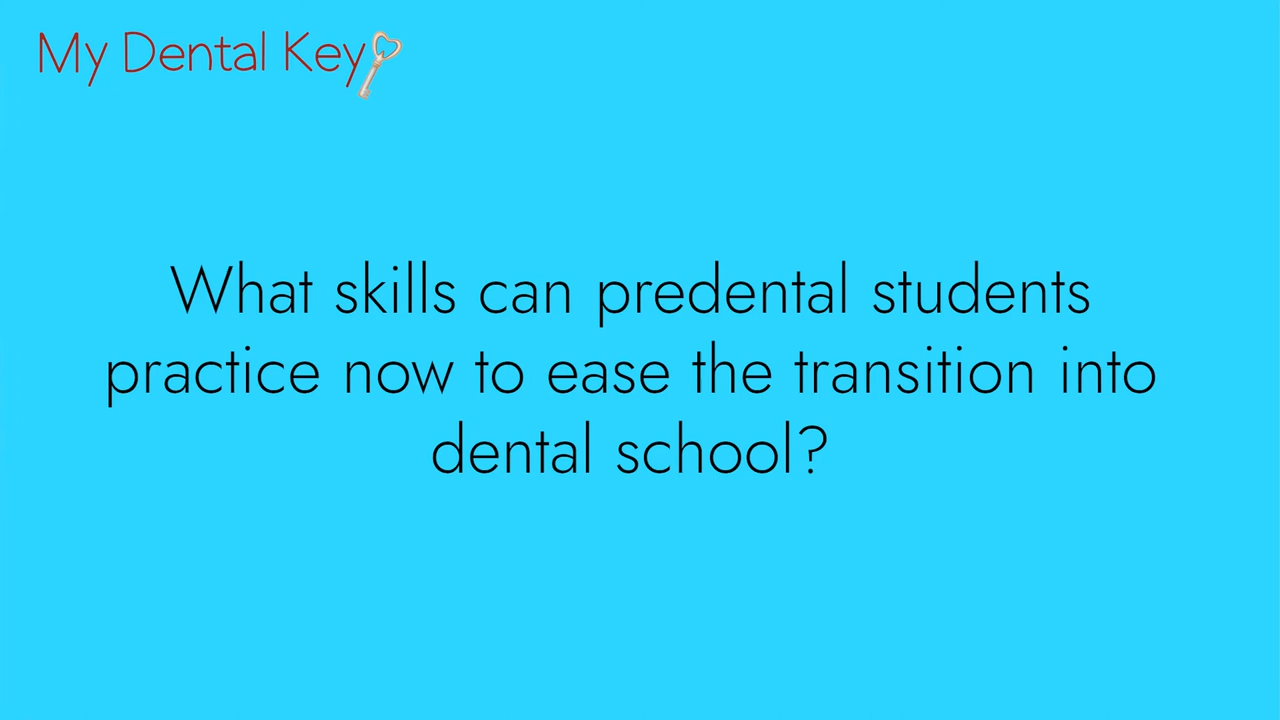 My Dental Key
What skills can predental students
practice now to ease the transition into
dental school?